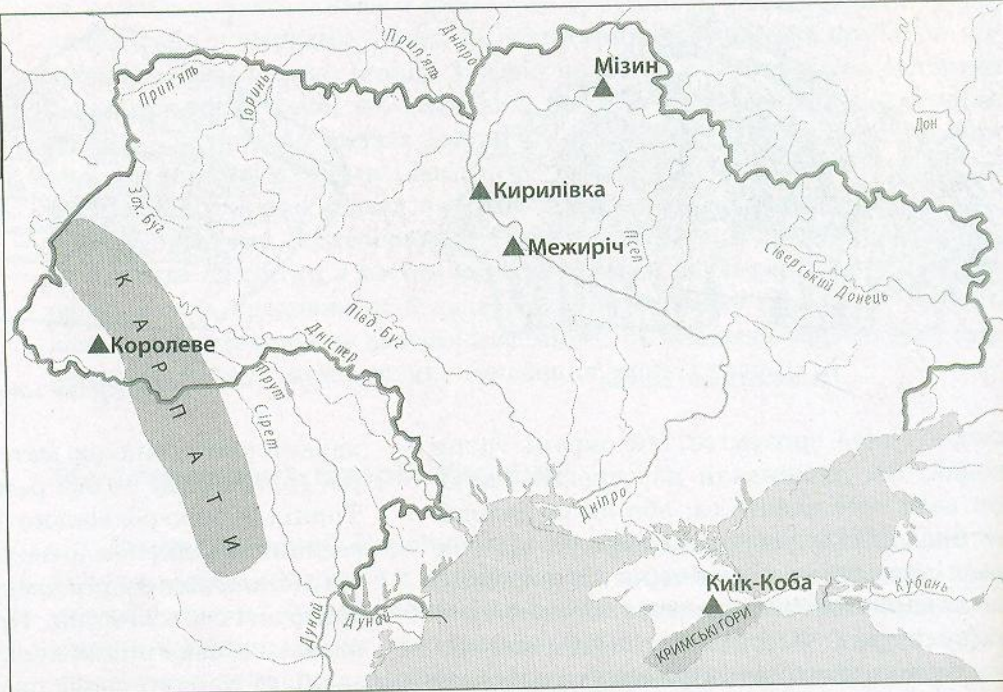 Прип'ять
Дніпро
Мізин
Прип'ять
Горинь
Дон
Зах. Буг
Кирилівка
Межиріч
Псел
Сіверський Донець
КАРПАТИ
Півд. Буг
Дністер
Королеве
Прут
Сірет
Дніпро
Київ-Коба
Кубань
КРИМСЬКІ ГОРИ
Дунай
Дунай